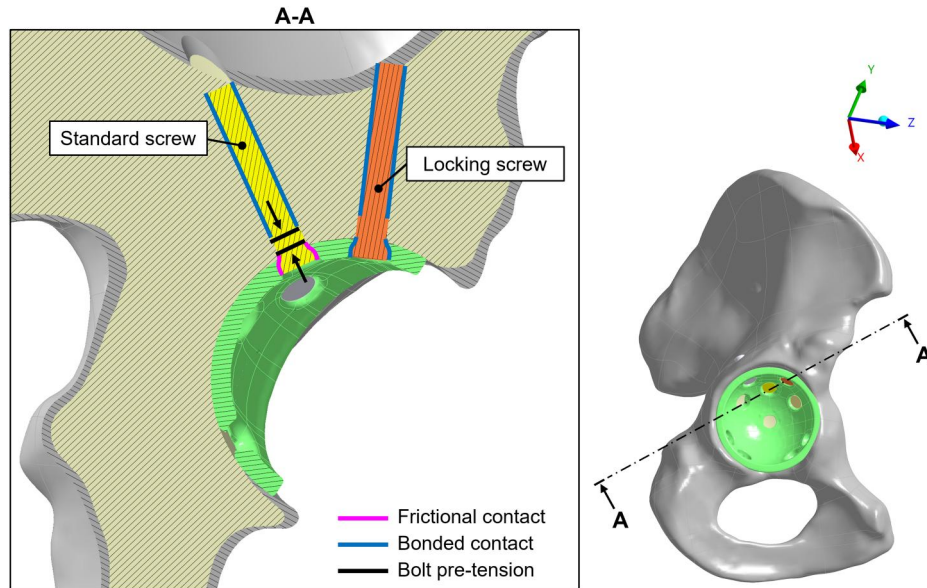 A-A
Standard screw
Locking screw
Frictional contact
Bonded contact
Bolt pre-tension
Y
Z
X
A
A